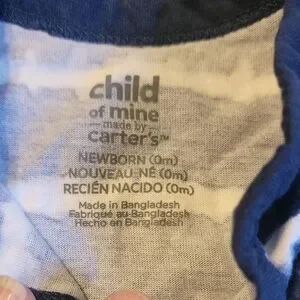 child
of mine
made by
carter's™
NEWBORN (0m)
NOUVEAU-NÉ (0m)
RECIÉN NACIDO (0m)
Made in Bangladesh
Fabriqué au Bangladesh
Hecho en Bangladesh